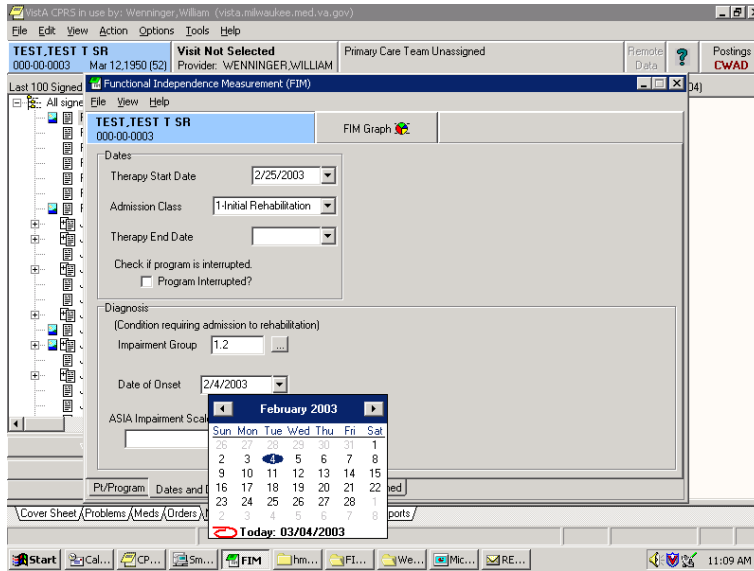 VistA CPRS in use by: Wenninger,William (vista.milwaukee.med.va.gov)
File Edit View Action Options Tools Help
TEST,TEST T SR Visit Not Selected Primary Care Team Unassigned Remote Postings
000-00-0003 Mar 12,1950 (52) Provider: WENNINGER,WILLIAM Data CWAD
Last 100 Signed
All signe
Functional Independence Measurement (FIM)
File View Help
TEST,TEST T SR
000-00-0003
FIM Graph
Dates
Therapy Start Date 2/25/2003
Admission Class 1-Initial Rehabilitation
Therapy End Date
Check if program is interrupted.
Program Interrupted?
Diagnosis
(Condition requiring admission to rehabilitation)
Impairment Group 1.2 ...
Date of Onset 2/4/2003
ASIA Impairment Scal
February 2003
Sun Mon Tue Wed Thu Fri Sat
26 27 28 29 30 31 1
2 3 4 5 6 7 8
9 10 11 12 13 14 15
16 17 18 19 20 21 22
23 24 25 26 27 28 1
2 3 4 5 6 7 8
Today: 03/04/2003
Pt/Program Dates and
Cover Sheet Problems Meds Orders
Start Cal... CP... Sm... FIM hm... FI... We... Mic... RE... 11:09 AM